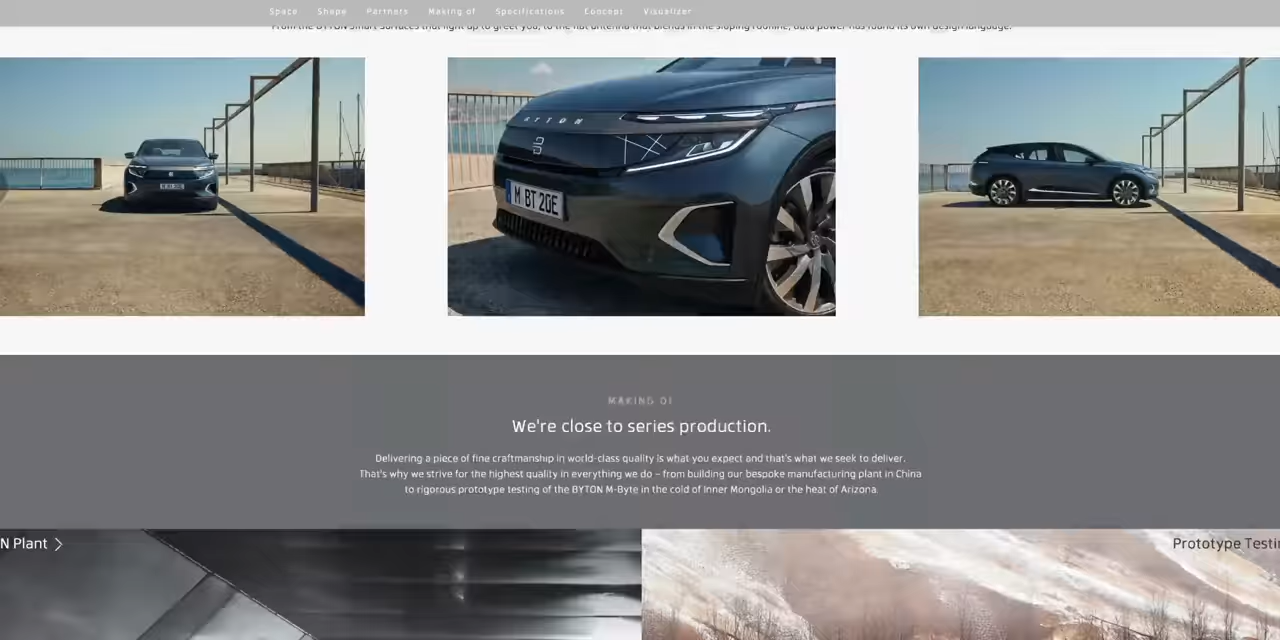 Space Shape Partners Making of Specifications Concept Visualizer
From the BYTON Smart Surfaces that light up to greet you, to the flat antenna that blends in the sloping roofline, data power has found its own design language.
BYTON
M BT 20E
MAKING OF
We're close to series production.
Delivering a piece of fine craftmanship in world-class quality is what you expect and that's what we seek to deliver.
That's why we strive for the highest quality in everything we do – from building our bespoke manufacturing plant in China
to rigorous prototype testing of the BYTON M-Byte in the cold of Inner Mongolia or the heat of Arizona.
N Plant
Prototype Testin